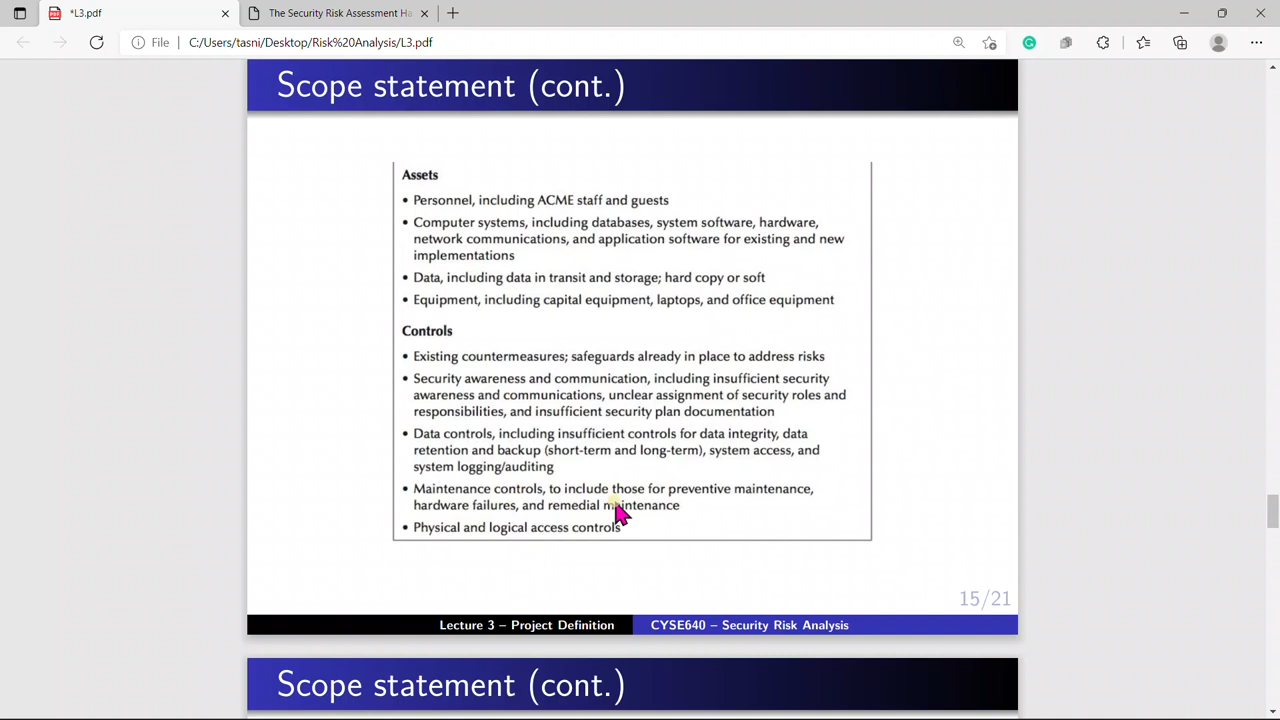 *L3.pdf
The Security Risk Assessment Ha
File
C:/Users/tasni/Desktop/Risk%20Analysis/L3.pdf
Scope statement (cont.)
Assets
• Personnel, including ACME staff and guests
• Computer systems, including databases, system software, hardware,
network communications, and application software for existing and new
implementations
• Data, including data in transit and storage; hard copy or soft
• Equipment, including capital equipment, laptops, and office equipment
Controls
• Existing countermeasures; safeguards already in place to address risks
• Security awareness and communication, including insufficient security
awareness and communications, unclear assignment of security roles and
responsibilities, and insufficient security plan documentation
• Data controls, including insufficient controls for data integrity, data
retention and backup (short-term and long-term), system access, and
system logging/auditing
• Maintenance controls, to include those for preventive maintenance,
hardware failures, and remedial maintenance
• Physical and logical access controls
15/21
Lecture 3 – Project Definition
CYSE640 – Security Risk Analysis
Scope statement (cont.)